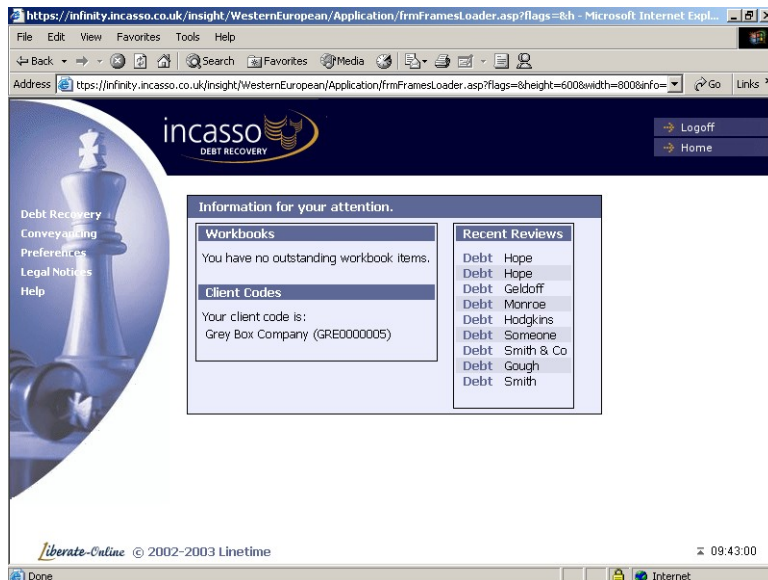 https://infinity.incasso.co.uk/insight/WesternEuropean/Application/frmFramesLoader.asp?flags=&h - Microsoft Internet Expl...
File Edit View Favorites Tools Help
Back Search Favorites Media
Address ttps://infinity.incasso.co.uk/insight/WesternEuropean/Application/frmFramesLoader.asp?flags=&height=600&width=800&info= Go Links
incasso
DEBT RECOVERY
Logoff
Home
Debt Recovery
Conveyancing
Preferences
Legal Notices
Help
Information for your attention.
Workbooks
You have no outstanding workbook items.
Client Codes
Your client code is:
Grey Box Company (GRE0000005)
Recent Reviews
Debt Hope
Debt Hope
Debt Geldoff
Debt Monroe
Debt Hodgkins
Debt Someone
Debt Smith & Co
Debt Gough
Debt Smith
Liberate-Online © 2002-2003 Linetime
09:43:00
Done
Internet